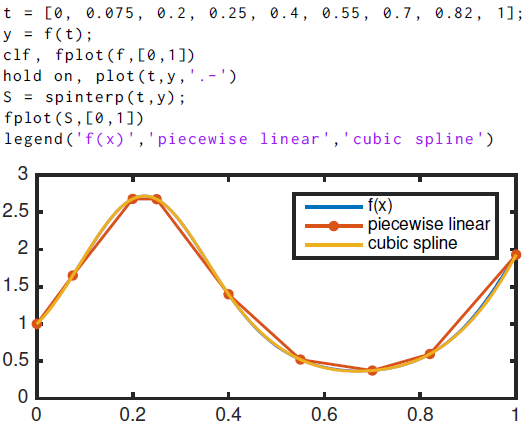 t = [0, 0.075, 0.2, 0.25, 0.4, 0.55, 0.7, 0.82, 1];
y = f(t);
clf, fplot(f,[0,1])
hold on, plot(t,y,'.-')
S = spinterp(t,y);
fplot(S,[0,1])
legend('f(x)','piecewise linear','cubic spline')
3
2.5
2
1.5
1
0.5
0
f(x)
piecewise linear
cubic spline
0 0.2 0.4 0.6 0.8 1